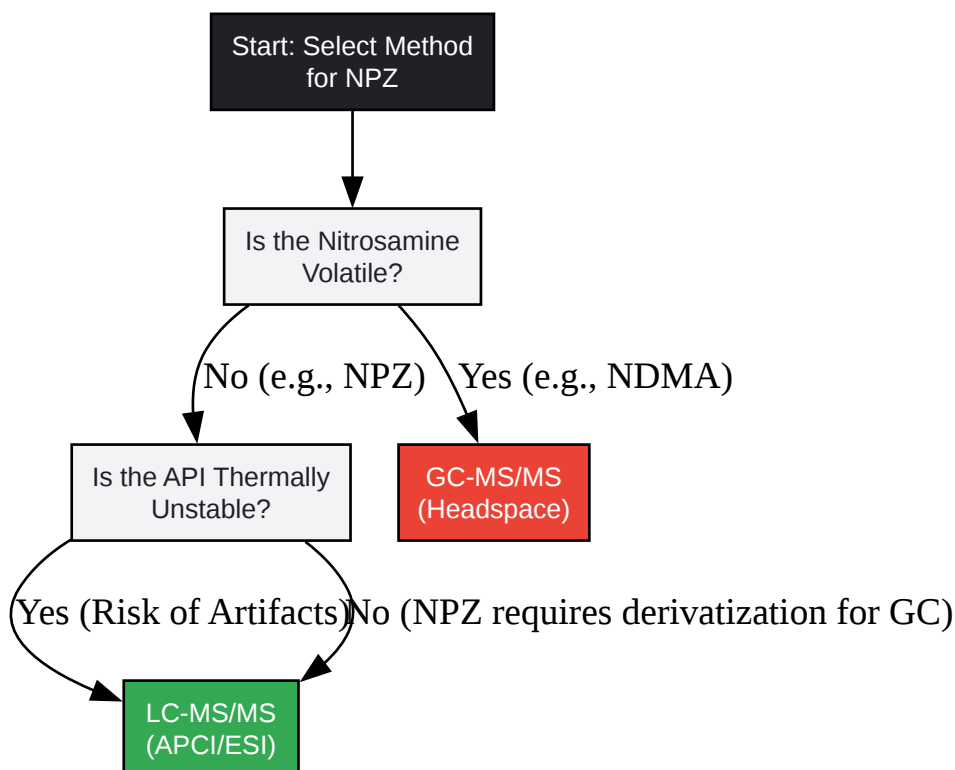 Start: Select Method
for NPZ
Is the Nitrosamine
Volatile?
No (e.g., NPZ)
Yes (e.g., NDMA)
Is the API Thermally
Unstable?
GC-MS/MS
(Headspace)
Yes (Risk of Artifacts)
No (NPZ requires derivatization for GC)
LC-MS/MS
(APCI/ESI)